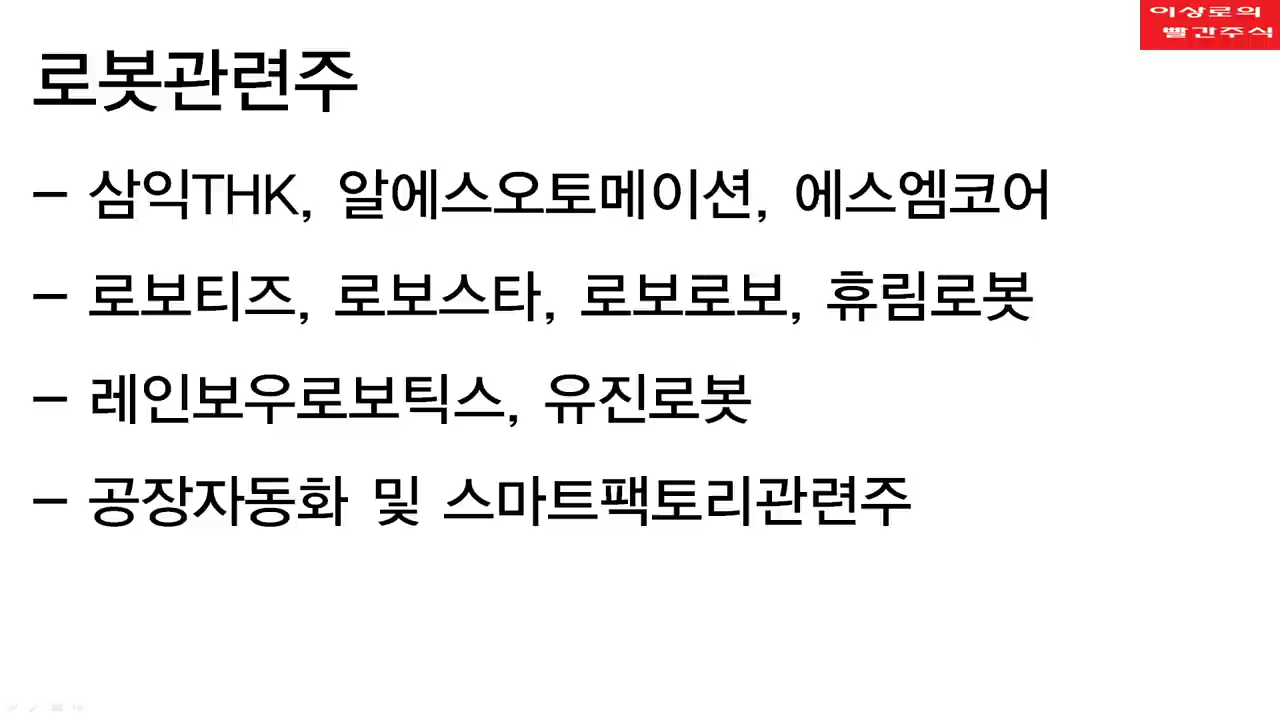 이상로의
빨간주식
로봇관련주
- 삼익THK, 알에스오토메이션, 에스엠코어
- 로보티즈, 로보스타, 로보로보, 휴림로봇
- 레인보우로보틱스, 유진로봇
- 공장자동화 및 스마트팩토리관련주